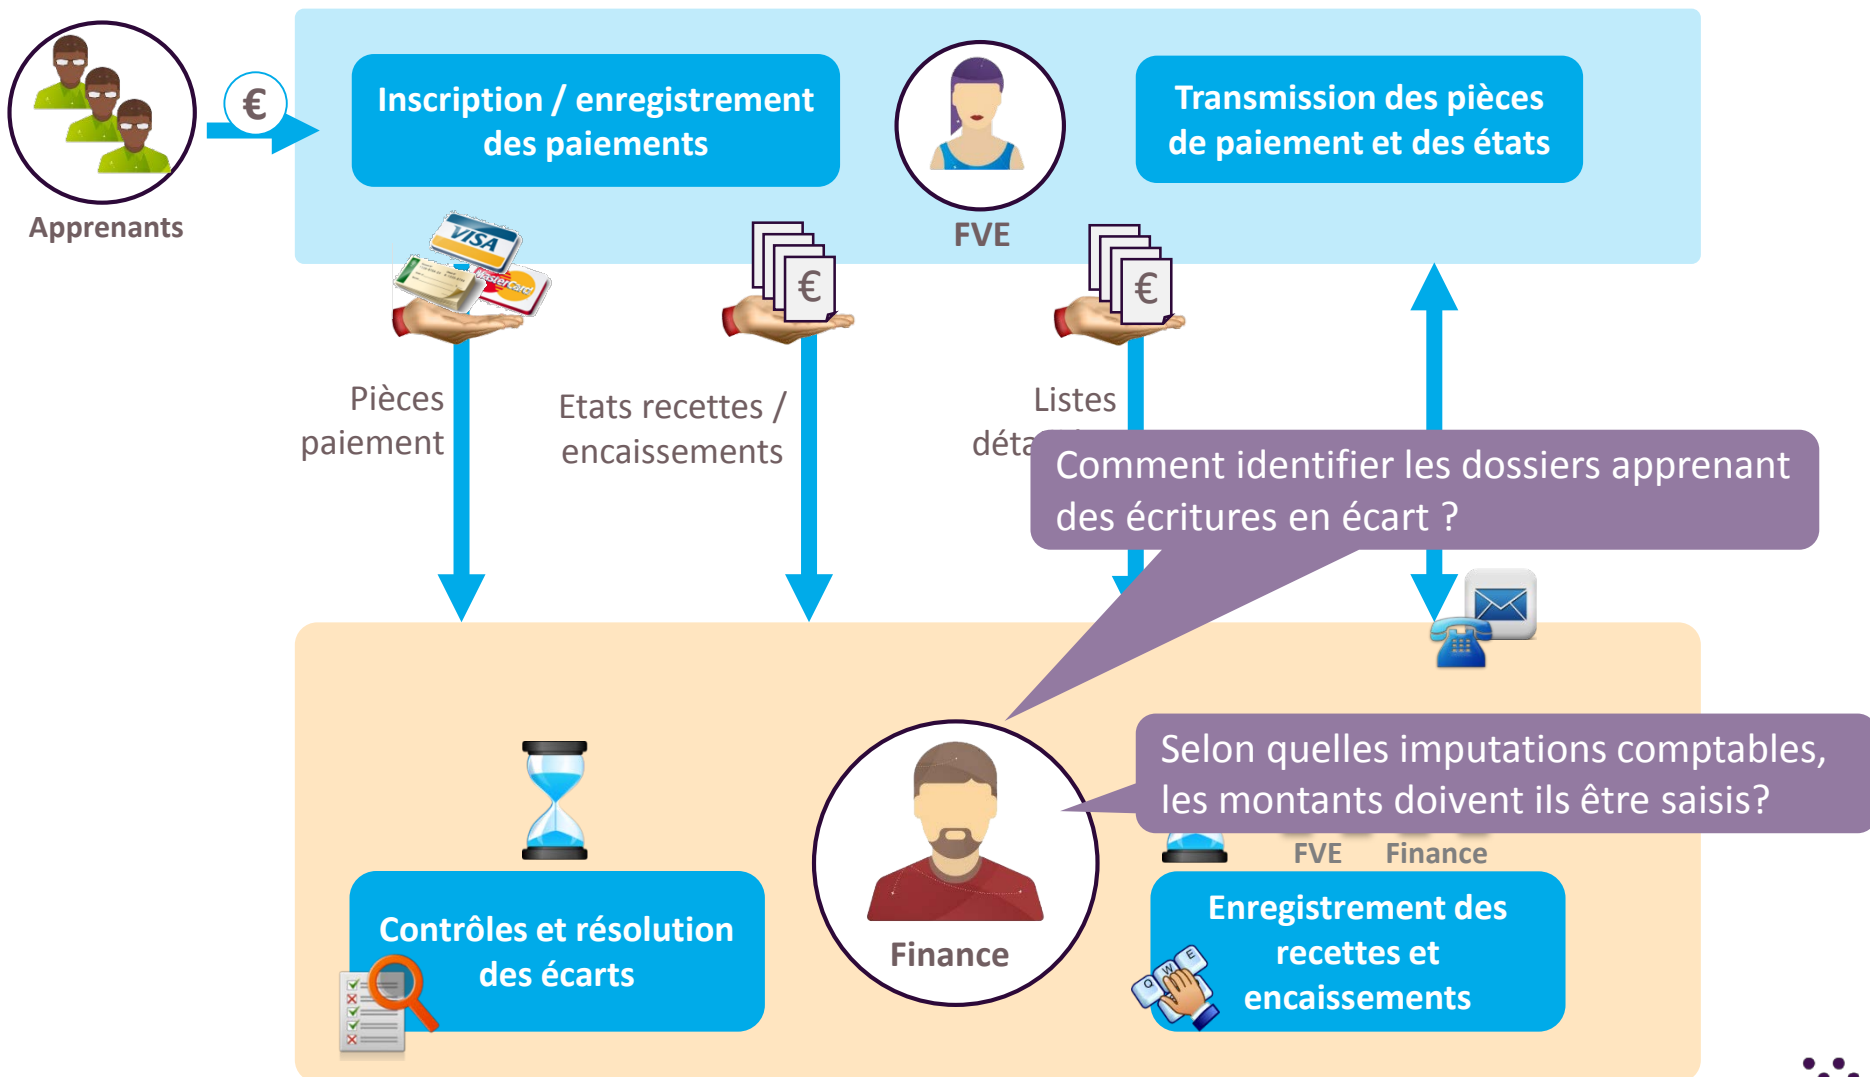 €
Inscription / enregistrement
des paiements
Transmission des pièces
de paiement et des états
Apprenants
FVE
VISA
MasterCard
€
€
Pièces
paiement
Etats recettes /
encaissements
Listes
Comment identifier les dossiers apprenant
des écritures en écart ?
Selon quelles imputations comptables,
les montants doivent ils être saisis?
FVE Finance
Contrôles et résolution
des écarts
Finance
Enregistrement des
recettes et
encaissements
Q W E